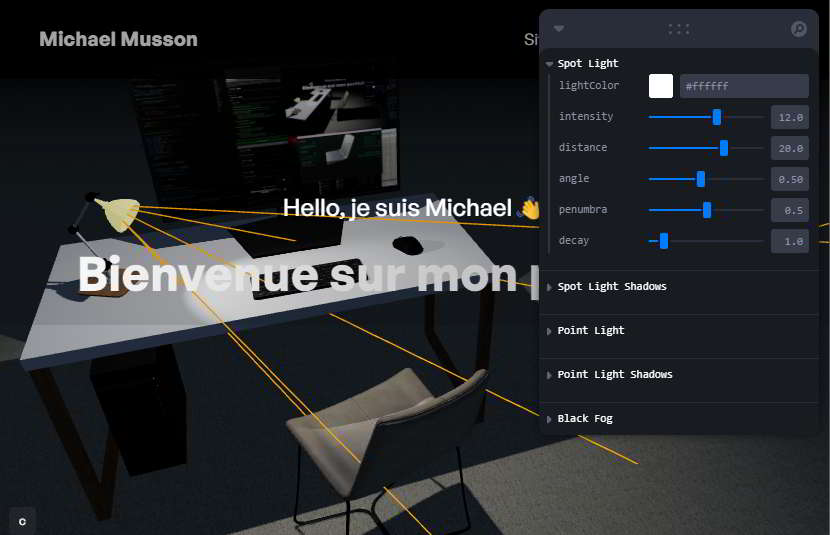 Michael Musson
Si
Spot Light
lightColor
#ffffff
intensity
12.0
distance
20.0
angle
0.50
penumbra
0.5
decay
1.0
Spot Light Shadows
Point Light
Point Light Shadows
Black Fog
Hello, je suis Michael 👋
Bienvenue sur mon p
C